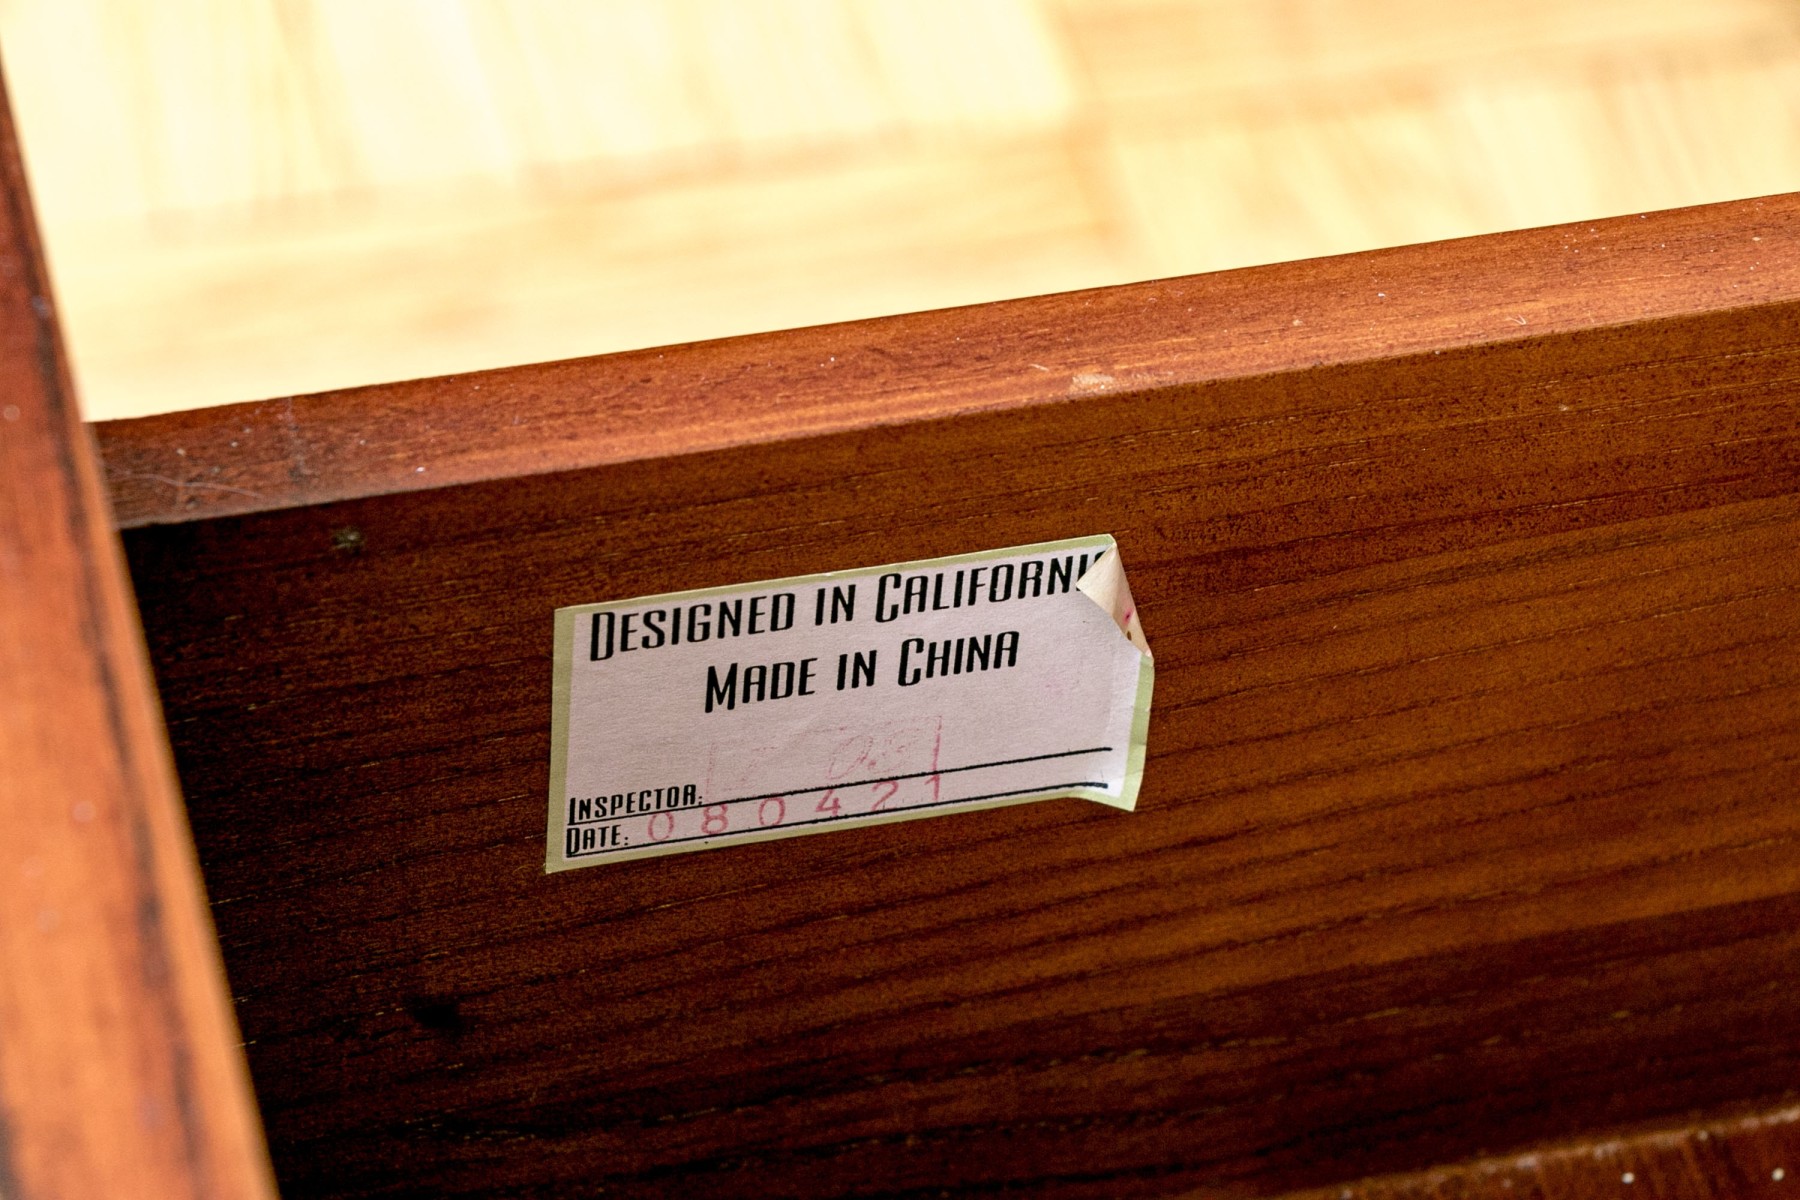 DESIGNED IN CALIFORNI
MADE IN CHINA
INSPECTOR:
DATE: 080421